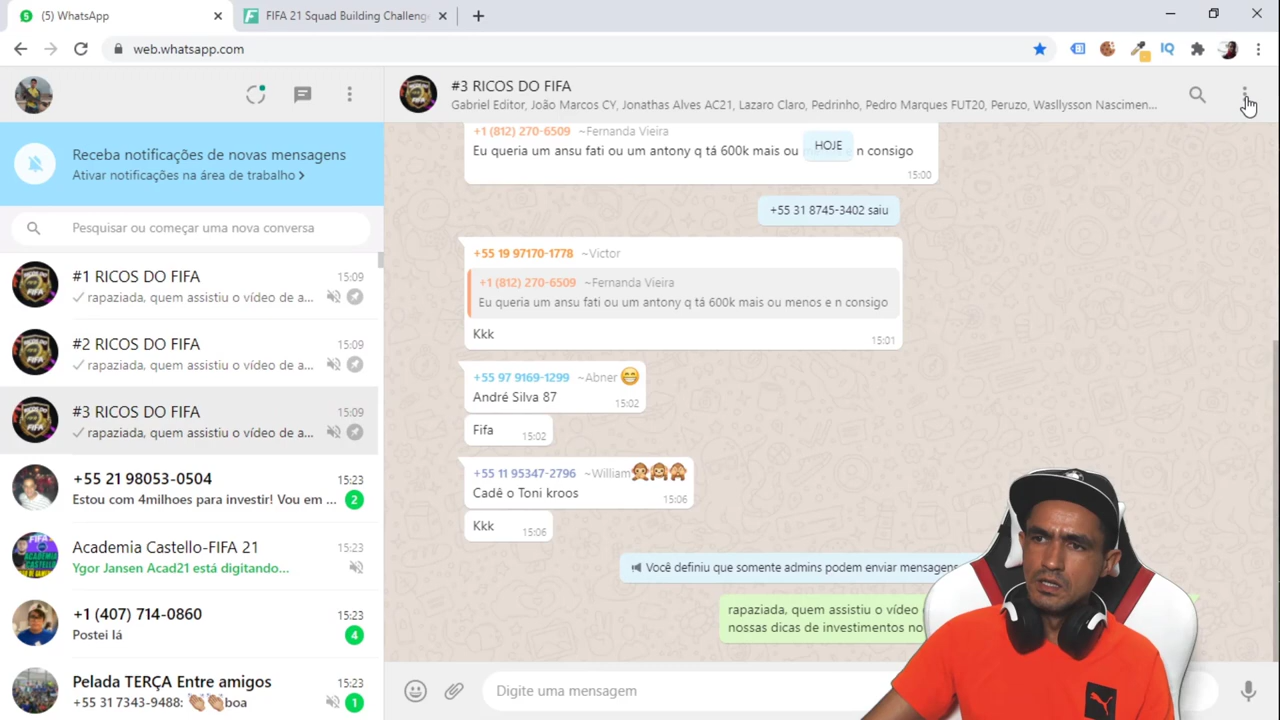 (5) WhatsApp
FIFA 21 Squad Building Challeng
web.whatsapp.com
IQ
#3 RICOS DO FIFA
Gabriel Editor, João Marcos CY, Jonathas Alves AC21, Lazaro Claro, Pedrinho, Pedro Marques FUT20, Peruzo, Wasllysson Nascimen...
Receba notificações de novas mensagens
Ativar notificações na área de trabalho >
Pesquisar ou começar uma nova conversa
#1 RICOS DO FIFA
15:09
rapaziada, quem assistiu o vídeo de a...
#2 RICOS DO FIFA
15:09
rapaziada, quem assistiu o vídeo de a...
#3 RICOS DO FIFA
15:09
rapaziada, quem assistiu o vídeo de a...
+55 21 98053-0504
15:23
Estou com 4milhoes para investir! Vou em ...
2
Academia Castello-FIFA 21
15:23
Ygor Jansen Acad21 está digitando...
+1 (407) 714-0860
15:23
Postei lá
4
Pelada TERÇA Entre amigos
15:23
+55 31 7343-9488: 👏🏼👏🏼boa
1
+1 (812) 270-6509 ~Fernanda Vieira
HOJE
Eu queria um ansu fati ou um antony q tá 600k mais ou menos e n consigo
15:00
+55 31 8745-3402 saiu
+55 19 97170-1778 ~Victor
+1 (812) 270-6509 ~Fernanda Vieira
Eu queria um ansu fati ou um antony q tá 600k mais ou menos e n consigo
Kkk
15:01
+55 97 9169-1299 ~Abner 😁
André Silva 87
15:02
Fifa
15:02
+55 11 95347-2796 ~William🙊🙈🙈
Cadê o Toni kroos
15:06
Kkk
15:06
Você definiu que somente admins podem enviar mensagens
rapaziada, quem assistiu o vídeo
nossas dicas de investimentos no
Digite uma mensagem